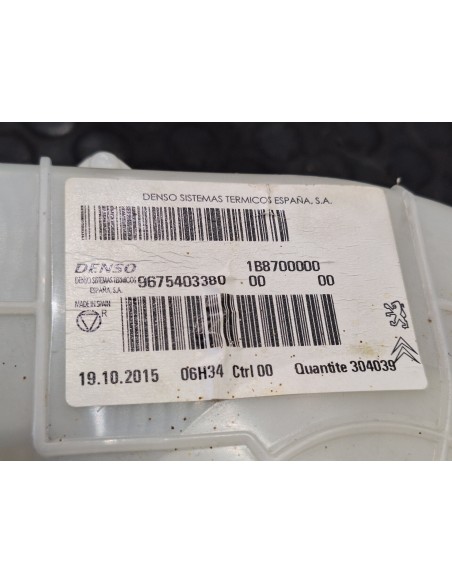 DENSO SISTEMAS TERMICOS ESPAÑA, S.A.
DENSO 1B8700000
DENSO SISTEMAS TERMICOS 9675403380 00 00
ESPAÑA, S.A.
MADE IN SPAIN
R
19.10.2015 06H34 Ctrl 00 Quantite 304039